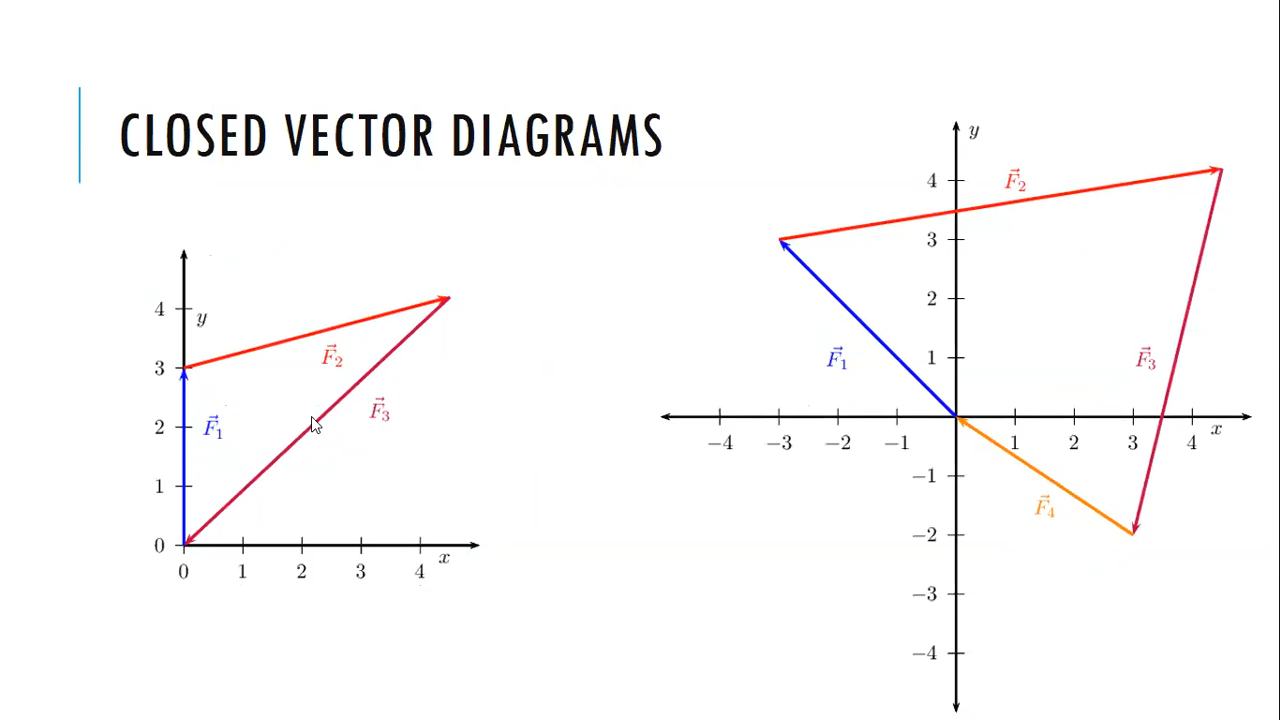 CLOSED VECTOR DIAGRAMS
y
4
3
2
1
0
0 1 2 3 4
x
F⃗1
F⃗2
F⃗3
y
4
3
2
1
−1
−2
−3
−4
−4 −3 −2 −1 1 2 3 4
x
F⃗1
F⃗2
F⃗3
F⃗4